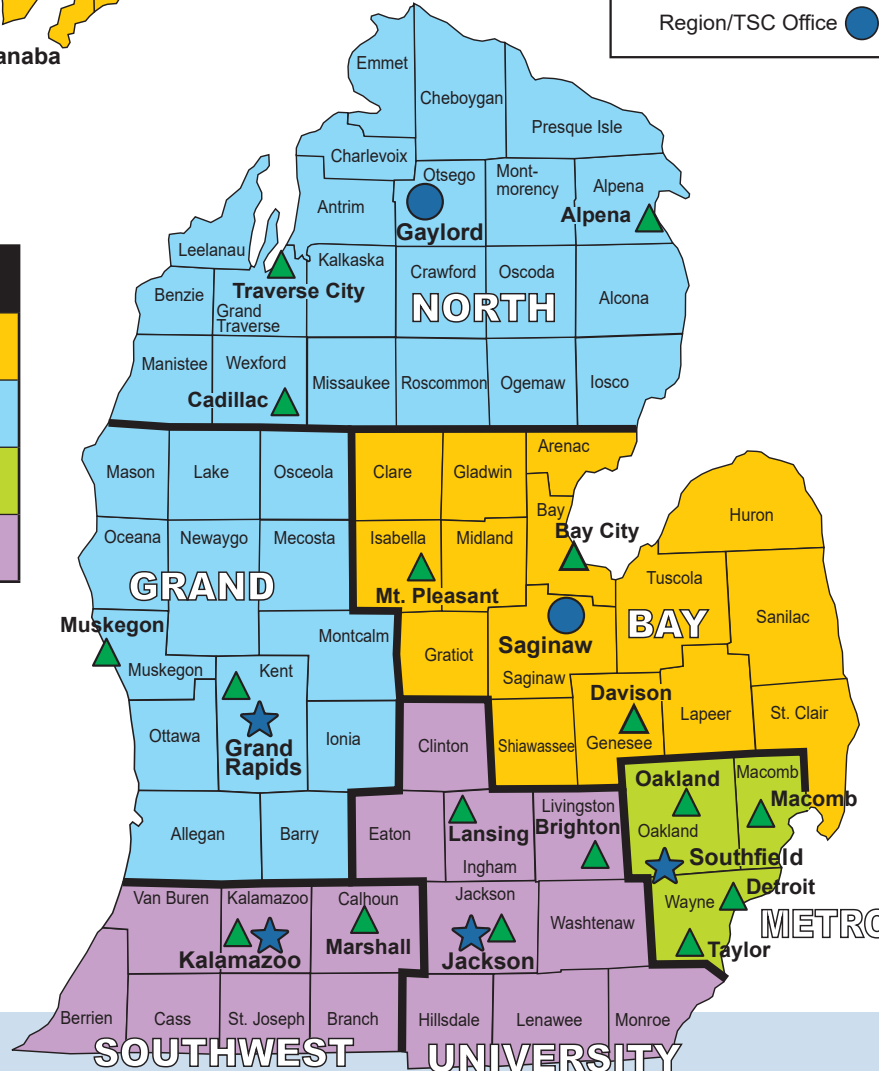 Region/TSC Office
anaba
Emmet
Cheboygan
Presque Isle
Charlevoix
Otsego
Mont-
morency
Alpena
Antrim
Gaylord
Alpena
Leelanau
Kalkaska
Crawford
Oscoda
Traverse City
Benzie
Grand
Traverse
NORTH
Alcona
Manistee
Wexford
Missaukee
Roscommon
Ogemaw
Iosco
Cadillac
Arenac
Mason
Lake
Osceola
Clare
Gladwin
Bay
Huron
Oceana
Newaygo
Mecosta
Isabella
Midland
Bay City
GRAND
Mt. Pleasant
Tuscola
BAY
Sanilac
Muskegon
Montcalm
Saginaw
Muskegon
Kent
Gratiot
Saginaw
Davison
Ottawa
Grand
Rapids
Ionia
Clinton
Shiawassee
Genesee
Lapeer
St. Clair
Oakland
Macomb
Macomb
Allegan
Barry
Eaton
Lansing
Livingston
Brighton
Oakland
Ingham
Southfield
Van Buren
Kalamazoo
Calhoun
Jackson
Wayne
Detroit
Washtenaw
METRO
Kalamazoo
Marshall
Jackson
Taylor
Berrien
Cass
St. Joseph
Branch
Hillsdale
Lenawee
Monroe
SOUTHWEST
UNIVERSITY